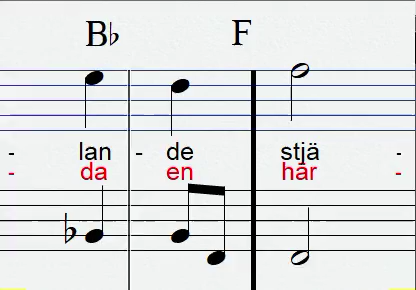 B♭ F
- lan - de stjä -
- da en här -